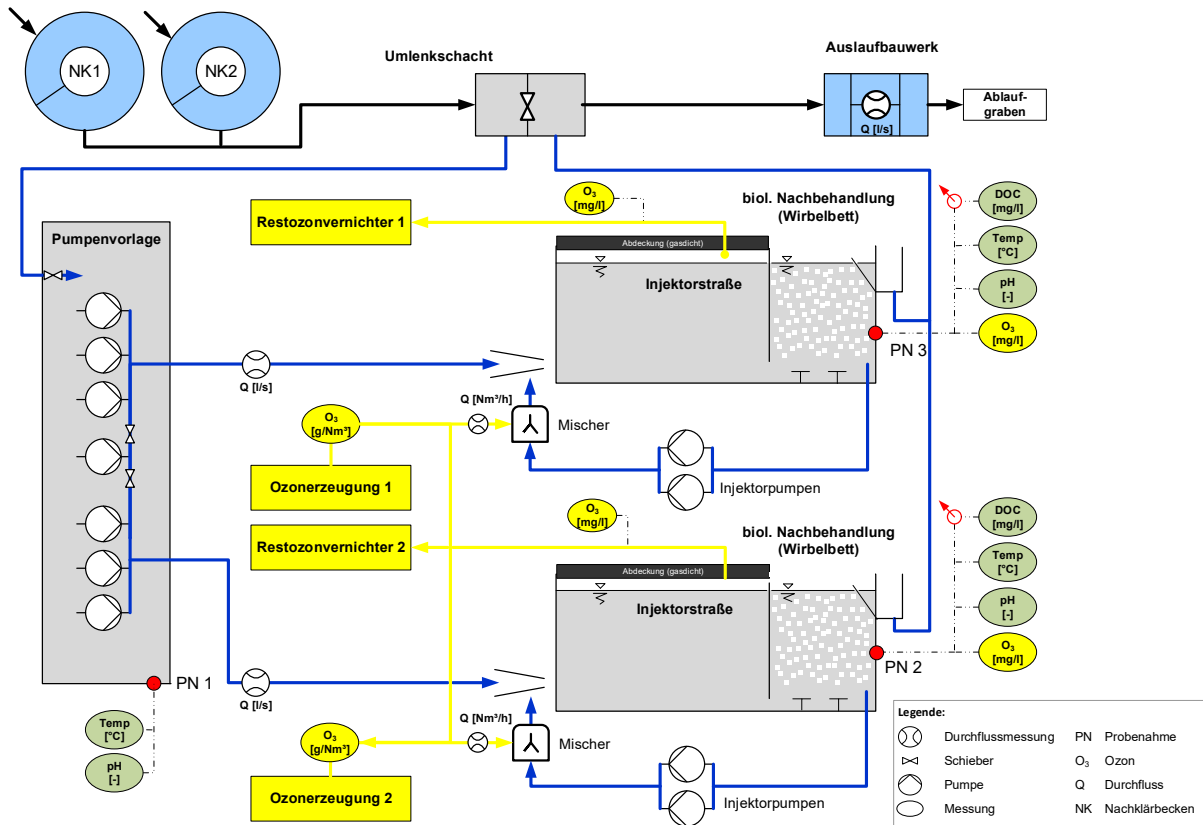 NK1
NK2
Umlenkschacht
Auslaufbauwerk
Q [l/s]
Ablauf-
graben
Pumpenvorlage
Restozonvernichter 1
O₃
[mg/l]
biol. Nachbehandlung
(Wirbelbett)
Abdeckung (gasdicht)
Injektorstraße
DOC
[mg/l]
Temp
[°C]
pH
[-]
O₃
[mg/l]
PN 3
Q [l/s]
Q [Nm³/h]
O₃
[g/Nm³]
Mischer
Ozonerzeugung 1
Injektorpumpen
Restozonvernichter 2
O₃
[mg/l]
biol. Nachbehandlung
(Wirbelbett)
Abdeckung (gasdicht)
Injektorstraße
DOC
[mg/l]
Temp
[°C]
pH
[-]
O₃
[mg/l]
PN 2
PN 1
Q [l/s]
Temp
[°C]
pH
[-]
Q [Nm³/h]
O₃
[g/Nm³]
Mischer
Ozonerzeugung 2
Injektorpumpen
Legende:
Durchflussmessung PN Probenahme
Schieber O₃ Ozon
Pumpe Q Durchfluss
Messung NK Nachklärbecken